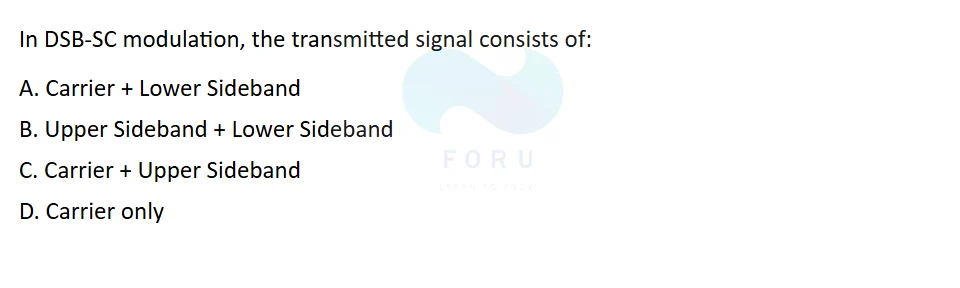 In DSB-SC modulation, the transmitted signal consists of:
A. Carrier + Lower Sideband
B. Upper Sideband + Lower Sideband
C. Carrier + Upper Sideband
D. Carrier only
FORU